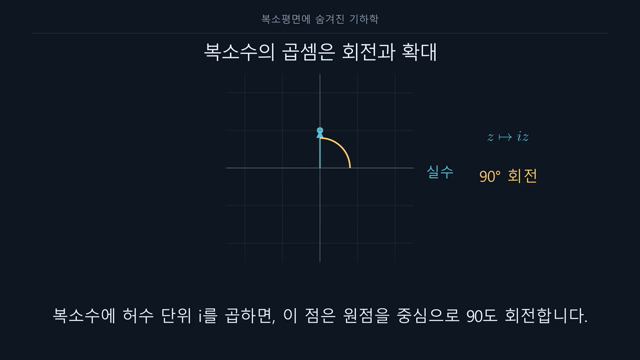 복소평면에 숨겨진 기하학
복소수의 곱셈은 회전과 확대
z ↦ iz
실수
90° 회전
복소수에 허수 단위 i를 곱하면, 이 점은 원점을 중심으로 90도 회전합니다.